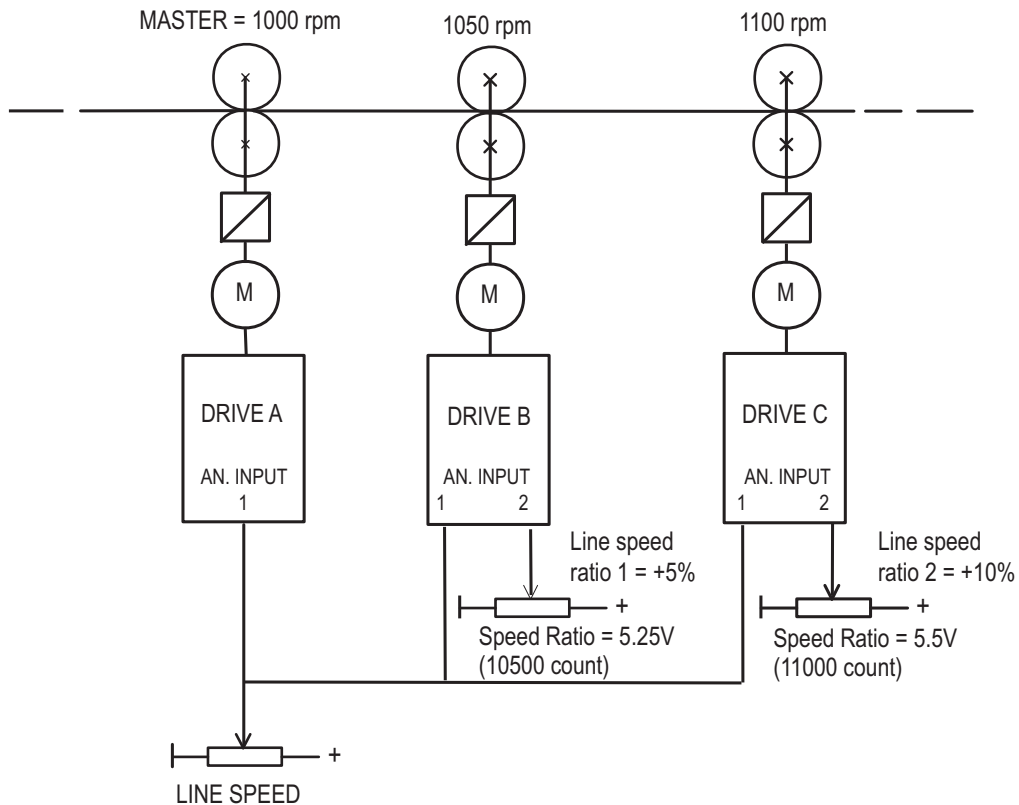 MASTER = 1000 rpm
1050 rpm
1100 rpm
M
M
M
DRIVE A
AN. INPUT
1
DRIVE B
AN. INPUT
1 2
DRIVE C
AN. INPUT
1 2
Line speed
ratio 1 = +5%
+
Speed Ratio = 5.25V
(10500 count)
Line speed
ratio 2 = +10%
+
Speed Ratio = 5.5V
(11000 count)
+
LINE SPEED